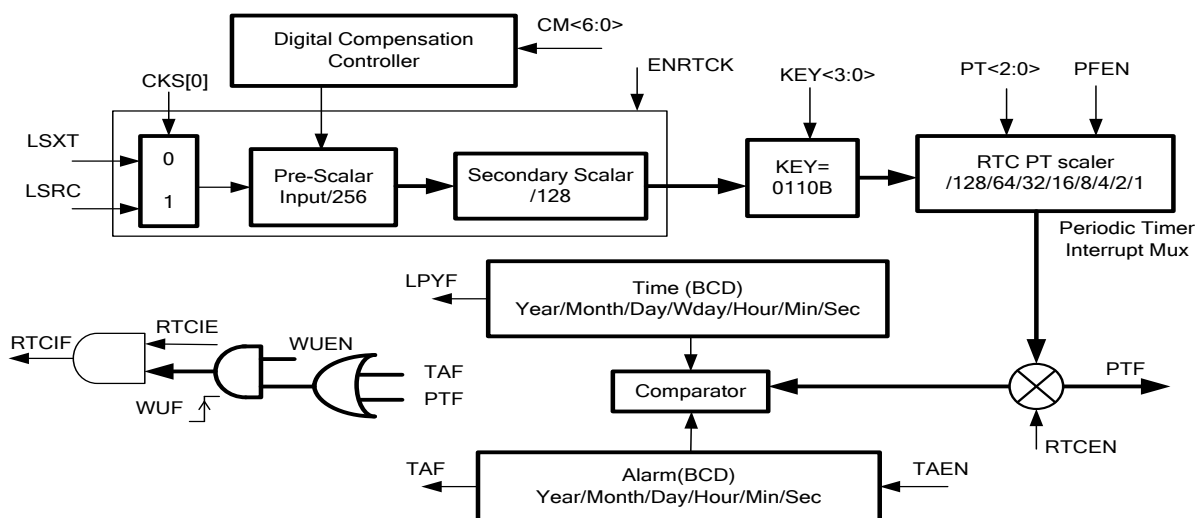 Digital Compensation
Controller
CM<6:0>
CKS[0]
ENRTCK
KEY<3:0>
PT<2:0>
PFEN
LSXT
LSRC
0
1
Pre-Scalar
Input/256
Secondary Scalar
/128
KEY=
0110B
RTC PT scaler
/128/64/32/16/8/4/2/1
Periodic Timer
Interrupt Mux
LPYF
Time (BCD)
Year/Month/Day/Wday/Hour/Min/Sec
RTCIF
RTCIE
WUEN
TAF
PTF
WUF
Comparator
PTF
RTCEN
TAF
Alarm(BCD)
Year/Month/Day/Hour/Min/Sec
TAEN